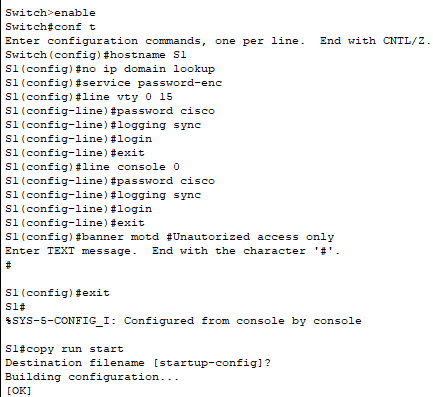 Switch>enable
Switch#conf t
Enter configuration commands, one per line.  End with CNTL/Z.
Switch(config)#hostname S1
S1(config)#no ip domain lookup
S1(config)#service password-enc
S1(config)#line vty 0 15
S1(config-line)#password cisco
S1(config-line)#logging sync
S1(config-line)#login
S1(config-line)#exit
S1(config)#line console 0
S1(config-line)#password cisco
S1(config-line)#logging sync
S1(config-line)#login
S1(config-line)#exit
S1(config)#banner motd #Unautorized access only
Enter TEXT message.  End with the character '#'.
#
S1(config)#exit
S1#
%SYS-5-CONFIG_I: Configured from console by console
S1#copy run start
Destination filename [startup-config]?
Building configuration...
[OK]